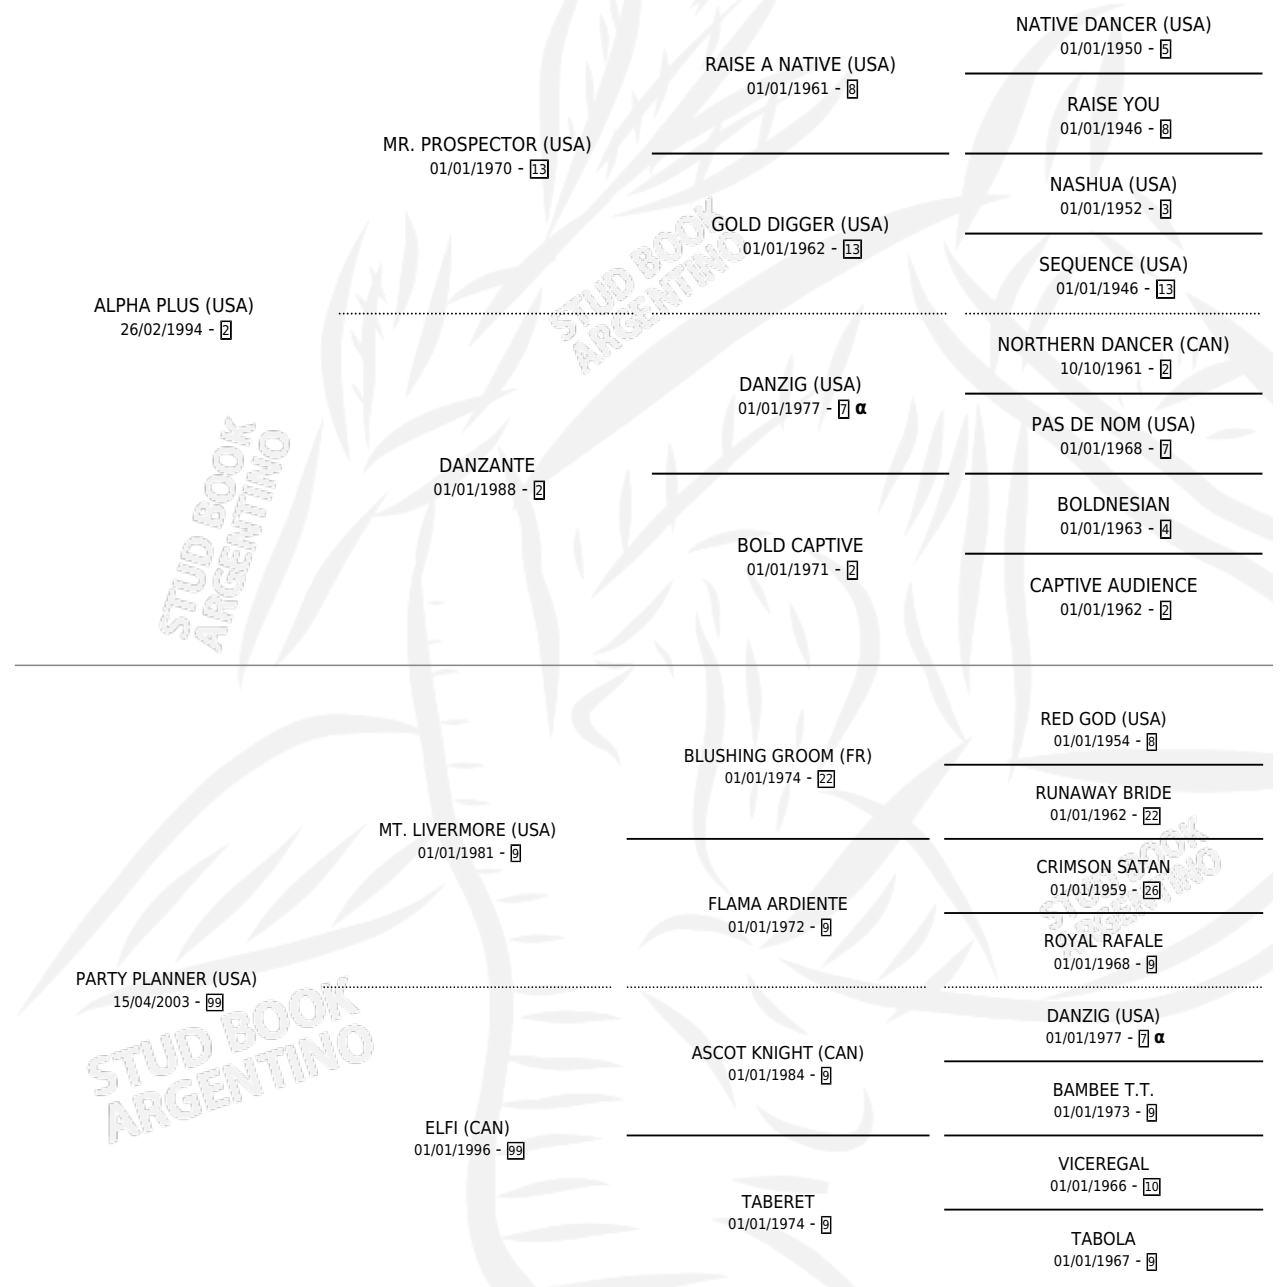 NATIVE DANCER (USA)
01/01/1950 - 5
RAISE A NATIVE (USA)
01/01/1961 - 8
RAISE YOU
01/01/1946 - 8
MR. PROSPECTOR (USA)
01/01/1970 - 13
NASHUA (USA)
01/01/1952 - 3
GOLD DIGGER (USA)
01/01/1962 - 13
SEQUENCE (USA)
01/01/1946 - 13
ALPHA PLUS (USA)
26/02/1994 - 2
STUD BOOK
ARGENTINO
NORTHERN DANCER (CAN)
10/10/1961 - 2
DANZIG (USA)
01/01/1977 - 7 α
PAS DE NOM (USA)
01/01/1968 - 7
DANZANTE
01/01/1988 - 2
BOLDNESIAN
01/01/1963 - 4
BOLD CAPTIVE
01/01/1971 - 2
CAPTIVE AUDIENCE
01/01/1962 - 2
STUD BOOK
ARGENTINO
RED GOD (USA)
01/01/1954 - 8
BLUSHING GROOM (FR)
01/01/1974 - 22
RUNAWAY BRIDE
01/01/1962 - 22
MT. LIVERMORE (USA)
01/01/1981 - 9
CRIMSON SATAN
01/01/1959 - 26
FLAMA ARDIENTE
01/01/1972 - 9
ROYAL RAFALE
01/01/1968 - 9
STUD BOOK
ARGENTINO
PARTY PLANNER (USA)
15/04/2003 - 99
STUD BOOK
ARGENTINO
DANZIG (USA)
01/01/1977 - 7 α
ASCOT KNIGHT (CAN)
01/01/1984 - 9
BAMBEE T.T.
01/01/1973 - 9
ELFI (CAN)
01/01/1996 - 99
VICEREGAL
01/01/1966 - 10
TABERET
01/01/1974 - 9
TABOLA
01/01/1967 - 9